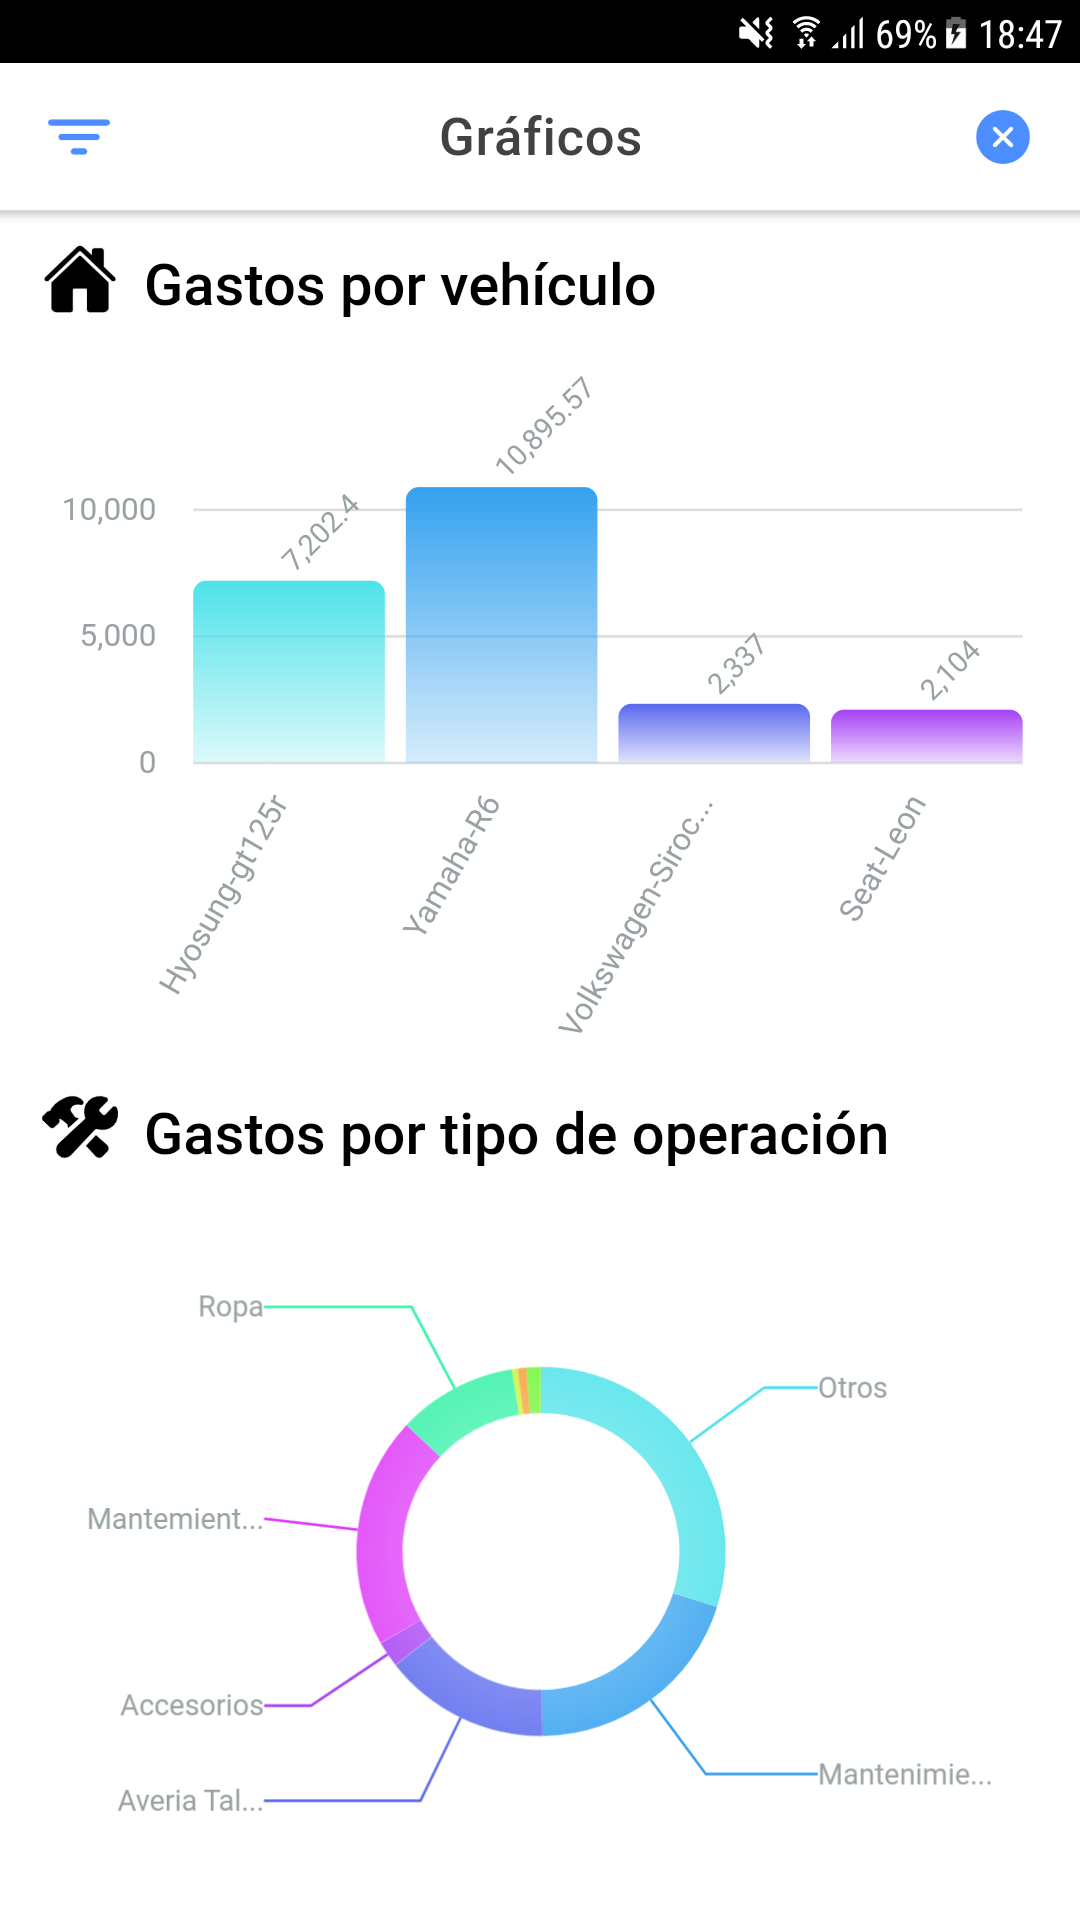 69% 18:47
Gráficos
Gastos por vehículo
10,000
5,000
0
7,202.4
10,895.57
2,337
2,104
Hyosung-gt125r
Yamaha-R6
Volkswagen-Siroc...
Seat-Leon
Gastos por tipo de operación
Ropa
Otros
Mantemient...
Accesorios
Mantenimie...
Averia Tal...